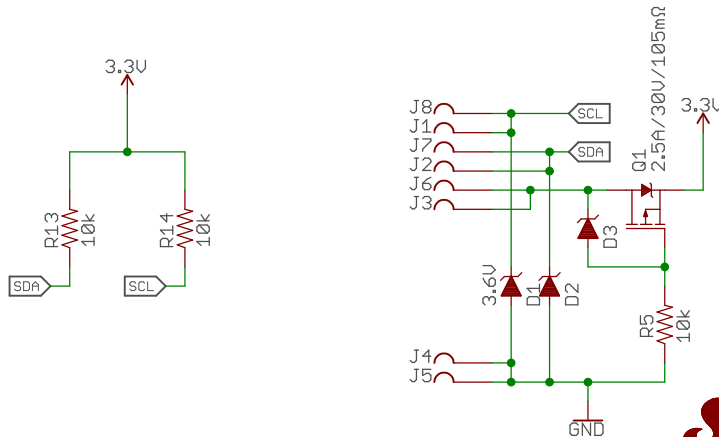 3.3V
R13
10k
R14
10k
SDA
SCL
J8
J1
J7
J2
J6
J3
SCL
SDA
Q1
2.5A/30V/105mΩ
3.3V
D3
3.6V
D1
D2
R5
10k
J4
J5
GND